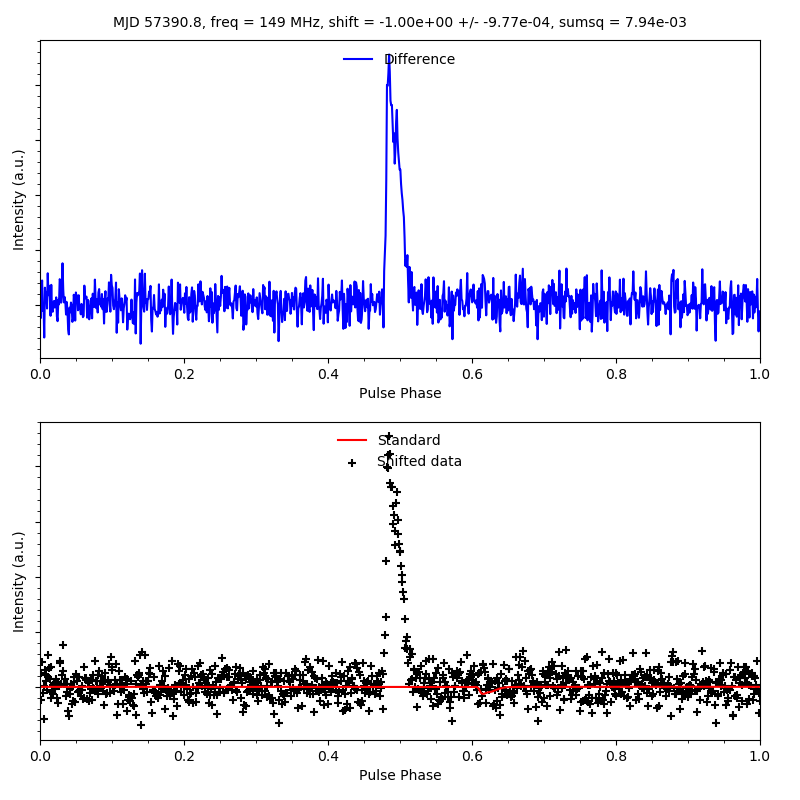 MJD 57390.8, freq = 149 MHz, shift = -1.00e+00 +/- -9.77e-04, sumsq = 7.94e-03
Difference
Intensity (a.u.)
0.0 0.2 0.4 0.6 0.8 1.0
Pulse Phase
Standard
Shifted data
Intensity (a.u.)
0.0 0.2 0.4 0.6 0.8 1.0
Pulse Phase